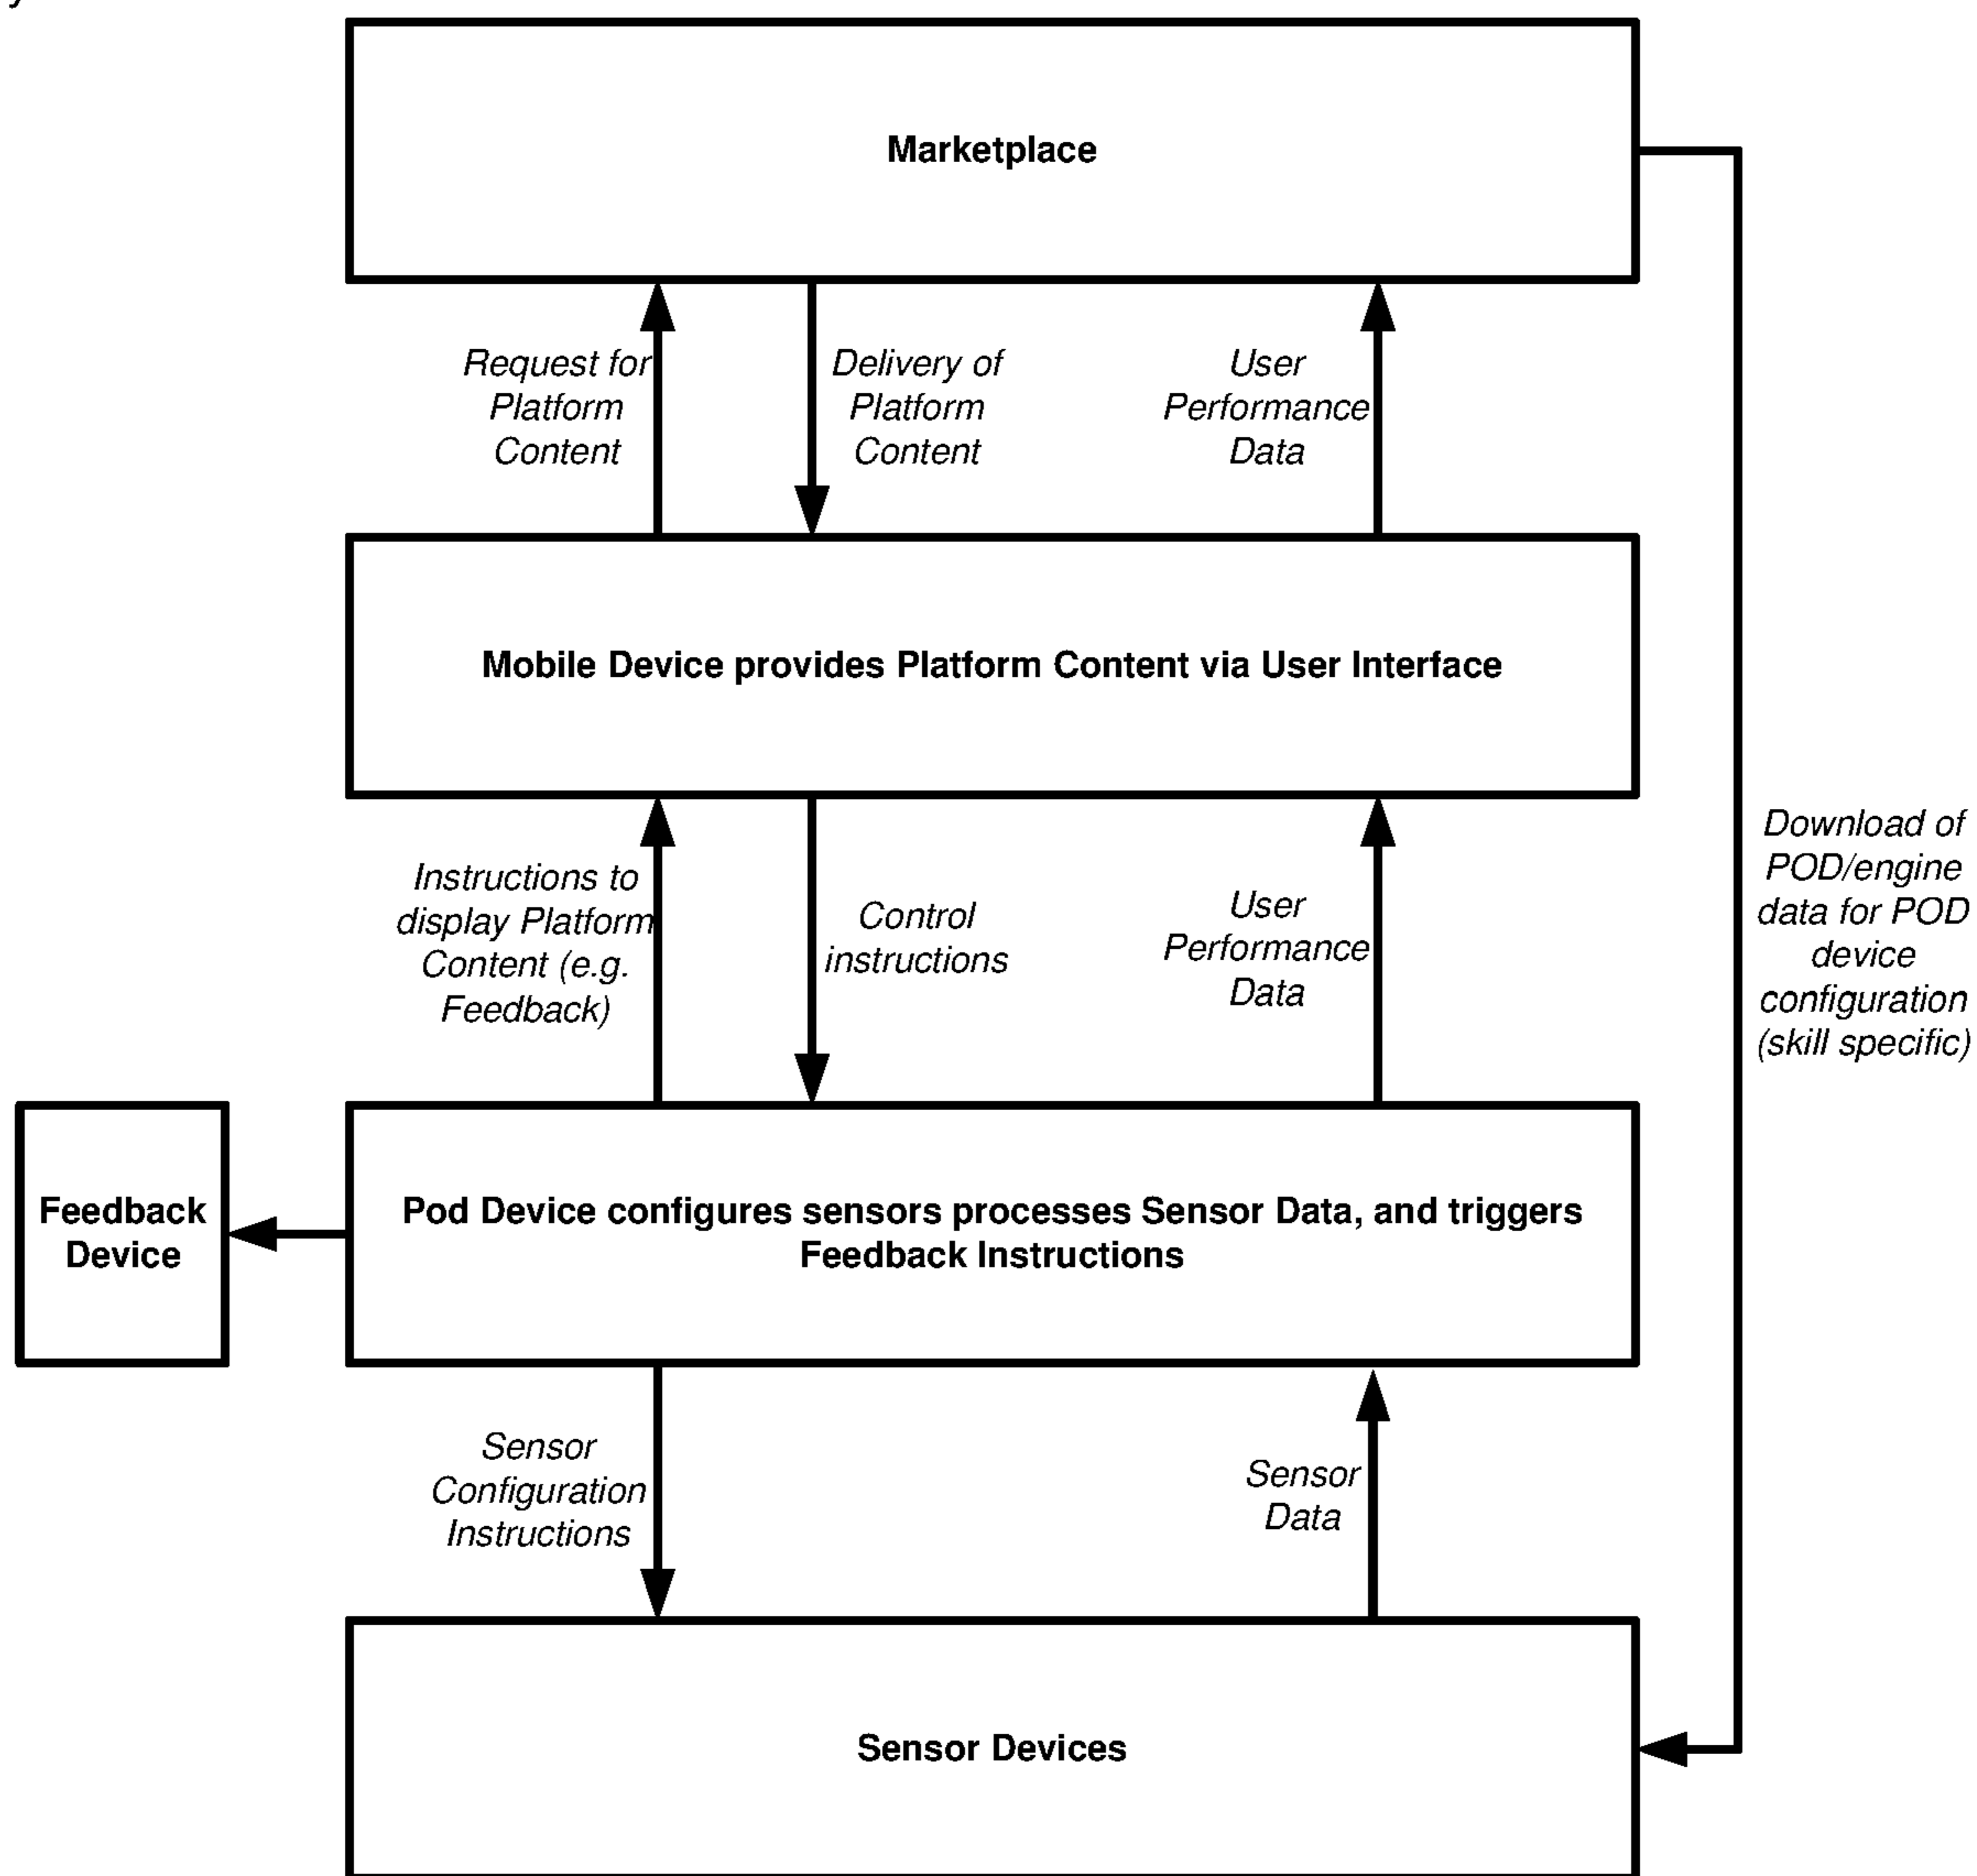 Marketplace
Request for
Platform
Content
Delivery of
Platform
Content
User
Performance
Data
Mobile Device provides Platform Content via User Interface
Instructions to
display Platform
Content (e.g.
Feedback)
Control
instructions
User
Performance
Data
Download of
POD/engine
data for POD
device
configuration
(skill specific)
Feedback
Device
Pod Device configures sensors processes Sensor Data, and triggers
Feedback Instructions
Sensor
Configuration
Instructions
Sensor
Data
Sensor Devices